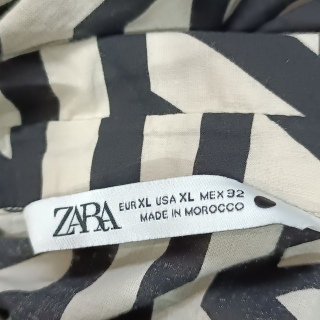 ZARA
EUR XL USA XL MEX 32
MADE IN MOROCCO